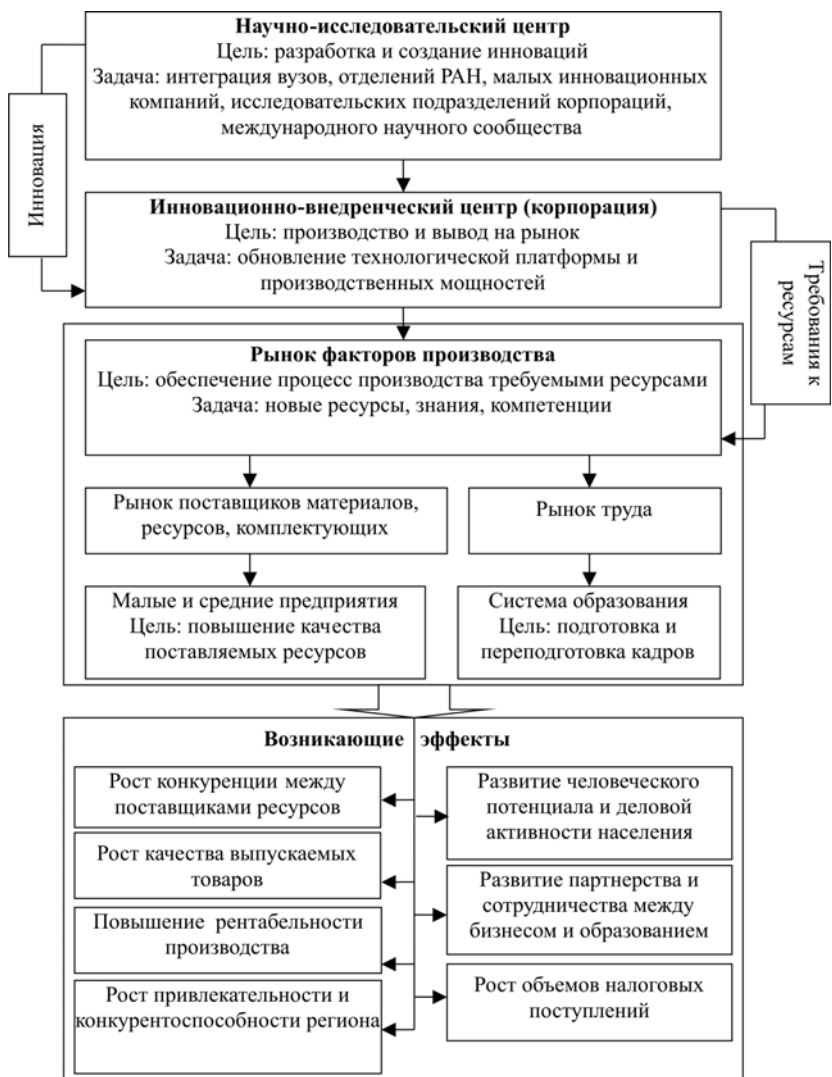 Научно-исследовательский центр
Цель: разработка и создание инноваций
Задача: интеграция вузов, отделений РАН, малых инновационных
компаний, исследовательских подразделений корпораций,
международного научного сообщества
Инновация
Инновационно-внедренческий центр (корпорация)
Цель: производство и вывод на рынок
Задача: обновление технологической платформы и
производственных мощностей
Требования к
ресурсам
Рынок факторов производства
Цель: обеспечение процесс производства требуемыми ресурсами
Задача: новые ресурсы, знания, компетенции
Рынок поставщиков материалов,
ресурсов, комплектующих
Рынок труда
Малые и средние предприятия
Цель: повышение качества
поставляемых ресурсов
Система образования
Цель: подготовка и
переподготовка кадров
Возникающие эффекты
Рост конкуренции между
поставщиками ресурсов
Рост качества выпускаемых
товаров
Повышение рентабельности
производства
Рост привлекательности и
конкурентоспособности региона
Развитие человеческого
потенциала и деловой
активности населения
Развитие партнерства и
сотрудничества между
бизнесом и образованием
Рост объемов налоговых
поступлений